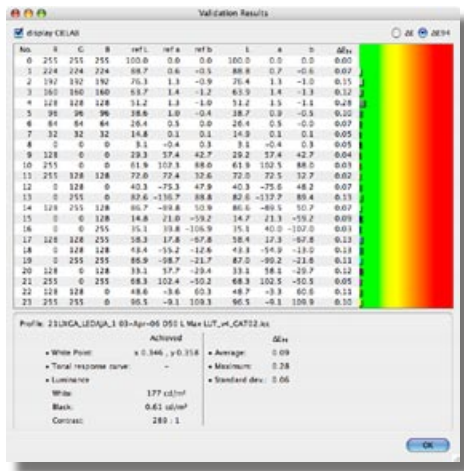 Validation Results
display CIELAB ΔE ΔE94
No. R G B ref L ref a ref b L a b ΔE94
0 255 255 255 100.0 0.0 0.0 100.0 0.0 0.0 0.00
1 224 224 224 88.7 0.6 -0.5 88.8 0.7 -0.6 0.07
2 192 192 192 76.3 1.3 -0.9 76.4 1.3 -1.0 0.15
3 160 160 160 63.7 1.4 -1.2 63.9 1.4 -1.3 0.12
4 128 128 128 51.2 1.3 -1.0 51.2 1.5 -1.1 0.28
5 96 96 96 38.6 1.0 -0.4 38.7 0.9 -0.5 0.10
6 64 64 64 26.4 0.5 0.0 26.4 0.5 -0.0 0.07
7 32 32 32 14.8 0.1 0.1 14.9 0.1 0.1 0.05
8 0 0 0 3.1 -0.4 0.3 3.1 -0.4 0.3 0.05
9 128 0 0 29.3 57.4 42.7 29.2 57.4 42.7 0.04
10 255 0 0 61.9 102.3 88.0 61.9 102.5 88.0 0.03
11 255 128 128 72.0 72.4 32.6 72.0 72.5 32.7 0.02
12 0 128 0 40.3 -75.3 47.9 40.3 -75.6 48.2 0.07
13 0 255 0 82.6 -136.7 88.8 82.6 -137.7 89.4 0.13
14 128 255 128 86.7 -89.8 50.9 86.6 -89.5 50.7 0.07
15 0 0 128 14.8 21.0 -59.2 14.7 21.3 -59.2 0.09
16 0 0 255 35.1 39.8 -106.9 35.1 40.0 -107.0 0.03
17 128 128 255 58.3 17.8 -67.8 58.4 17.3 -67.8 0.13
18 0 128 128 43.4 -55.2 -12.6 43.3 -54.9 -13.0 0.13
19 0 255 255 86.9 -98.7 -21.7 87.0 -99.2 -21.6 0.11
20 128 0 128 33.1 57.7 -29.4 33.1 58.1 -29.7 0.12
21 255 0 255 68.3 102.4 -50.2 68.3 102.5 -50.5 0.05
22 128 128 0 48.6 -3.6 60.3 48.7 -3.3 60.6 0.11
23 255 255 0 96.5 -9.1 109.3 96.5 -9.1 109.9 0.10
Profile: 03-Apr-06 D50 L Max LUT_v4_CAT02.icc
Achieved ΔE94
• White Point: x 0.346 , y 0.358 • Average: 0.09
• Tonal response curve: – • Maximum: 0.28
• Luminance • Standard dev.: 0.06
White: 177 cd/m²
Black: 0.61 cd/m²
Contrast: 289 : 1
OK